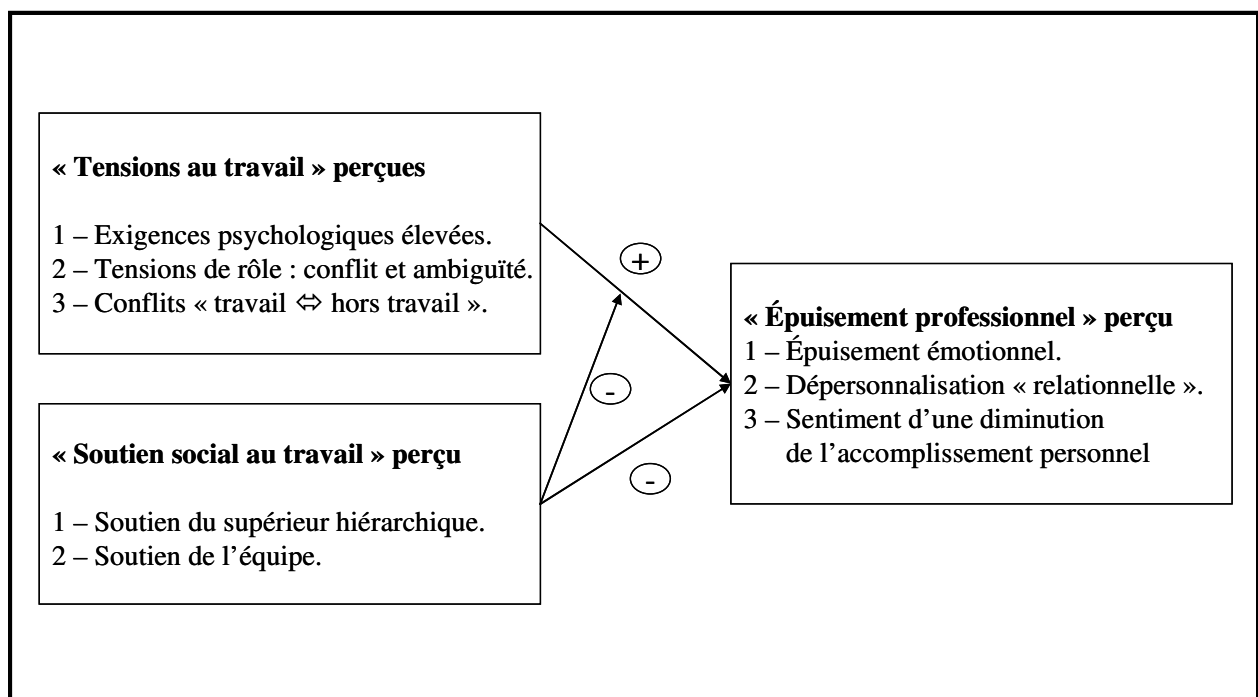 « Tensions au travail » perçues
1 – Exigences psychologiques élevées.
2 – Tensions de rôle : conflit et ambiguïté.
3 – Conflits « travail ⇔ hors travail ».
+
« Épuisement professionnel » perçu
1 – Épuisement émotionnel.
2 – Dépersonnalisation « relationnelle ».
3 – Sentiment d’une diminution
de l’accomplissement personnel
-
-
« Soutien social au travail » perçu
1 – Soutien du supérieur hiérarchique.
2 – Soutien de l’équipe.